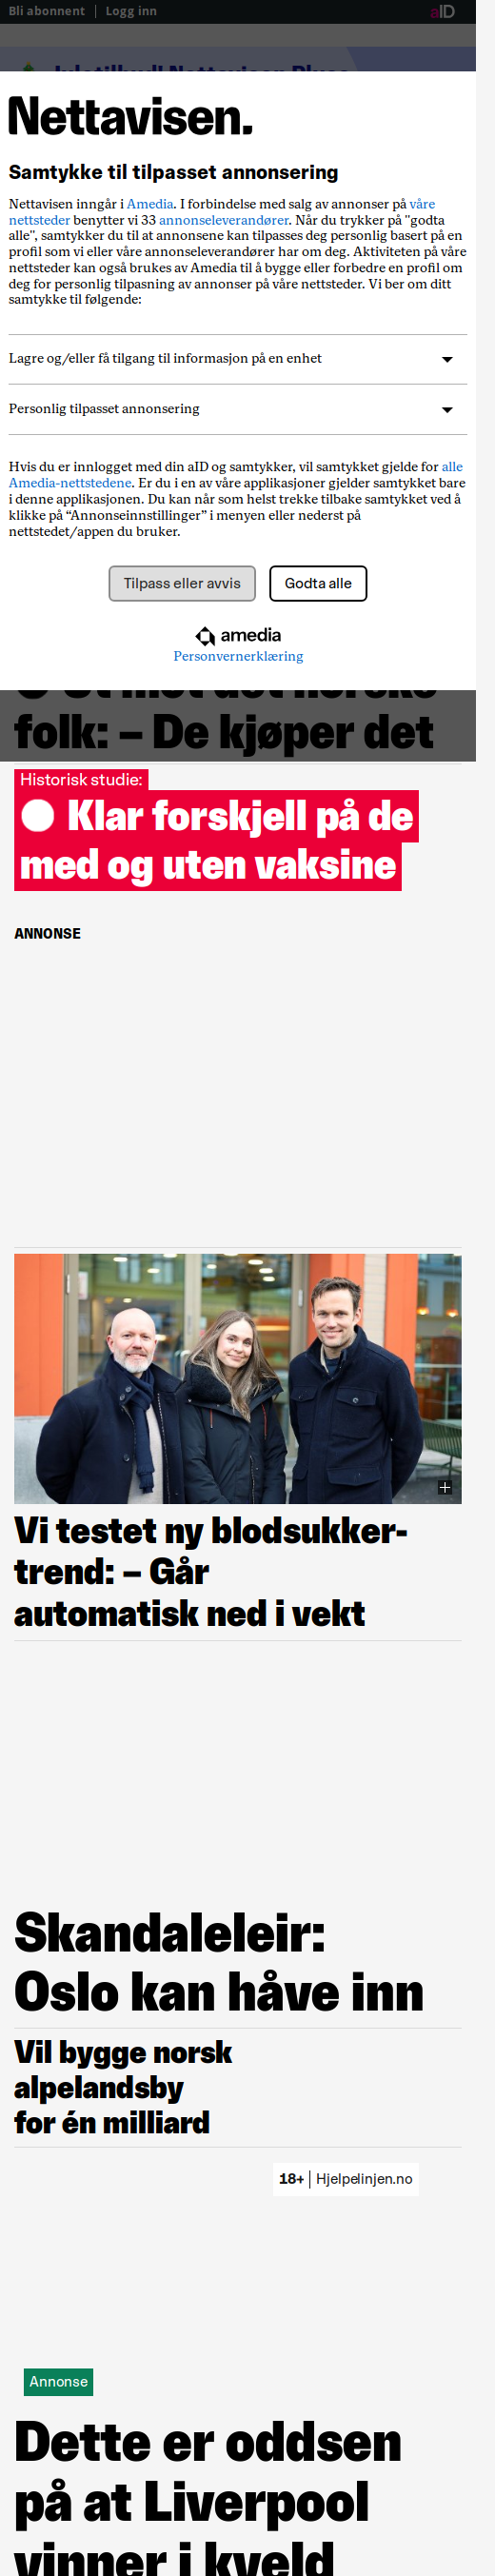 Bli abonnent | Logg inn
aID
Nettavisen.
Samtykke til tilpasset annonsering
Nettavisen inngår i Amedia. I forbindelse med salg av annonser på våre
nettsteder benytter vi 33 annonseleverandører. Når du trykker på "godta
alle", samtykker du til at annonsene kan tilpasses deg personlig basert på en
profil som vi eller våre annonseleverandører har om deg. Aktiviteten på våre
nettsteder kan også brukes av Amedia til å bygge eller forbedre en profil om
deg for personlig tilpasning av annonser på våre nettsteder. Vi ber om ditt
samtykke til følgende:
Lagre og/eller få tilgang til informasjon på en enhet
Personlig tilpasset annonsering
Hvis du er innlogget med din aID og samtykker, vil samtykket gjelde for alle
Amedia-nettstedene. Er du i en av våre applikasjoner gjelder samtykket bare
i denne applikasjonen. Du kan når som helst trekke tilbake samtykket ved å
klikke på “Annonseinnstillinger” i menyen eller nederst på
nettstedet/appen du bruker.
Tilpass eller avvis
Godta alle
amedia
Personvernerklæring
folk: – De kjøper det
Historisk studie:
Klar forskjell på de
med og uten vaksine
ANNONSE
Vi testet ny blodsukker-
trend: – Går
automatisk ned i vekt
Skandaleleir:
Oslo kan håve inn
Vil bygge norsk
alpelandsby
for én milliard
18+ | Hjelpelinjen.no
Annonse
Dette er oddsen
på at Liverpool
vinner i kveld